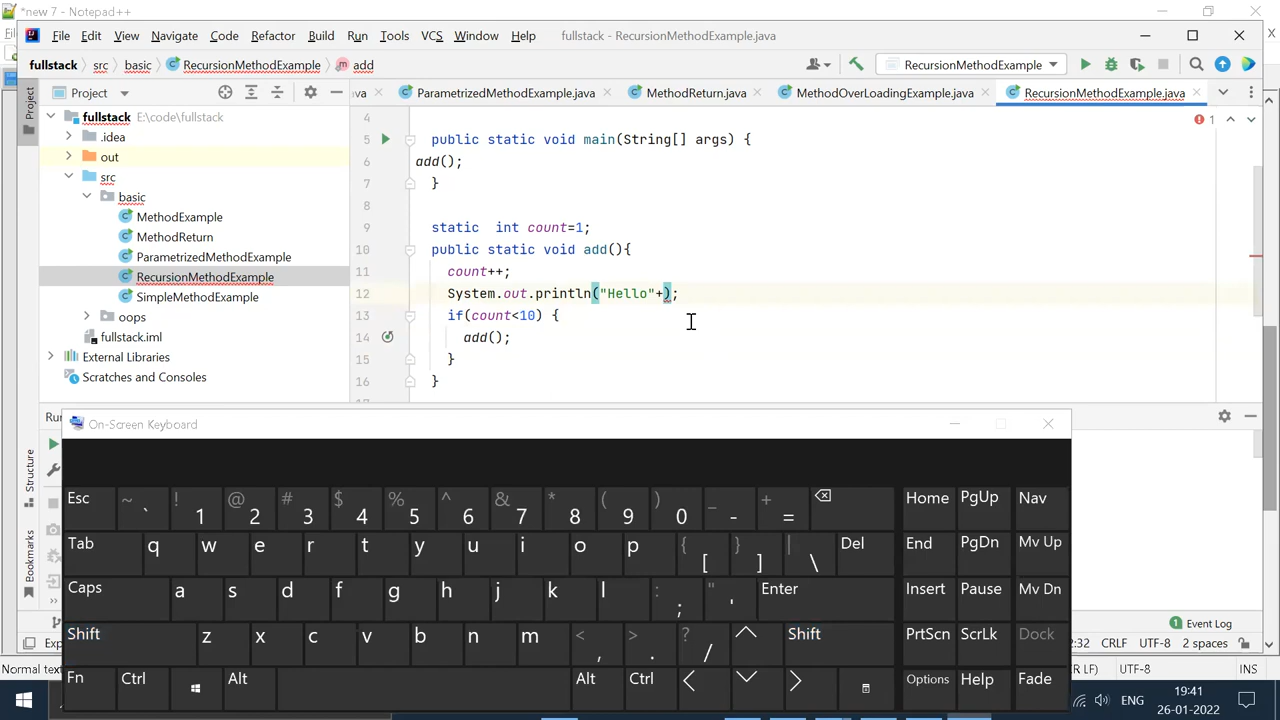 *new 7 - Notepad++
File Edit View Navigate Code Refactor Build Run Tools VCS Window Help fullstack - RecursionMethodExample.java
fullstack src basic RecursionMethodExample add RecursionMethodExample
Project Project va ParametrizedMethodExample.java MethodReturn.java MethodOverLoadingExample.java RecursionMethodExample.java
fullstack E:\code\fullstack
.idea
out
src
basic
MethodExample
MethodReturn
ParametrizedMethodExample
RecursionMethodExample
SimpleMethodExample
oops
fullstack.iml
External Libraries
Scratches and Consoles
1
4
5 public static void main(String[] args) {
6 add();
7 }
8
9 static  int count=1;
10 public static void add(){
11 count++;
12 System.out.println("Hello"+);
13 if(count<10) {
14 add();
15 }
16 }
Structure
Bookmarks
On-Screen Keyboard
Esc ~ ` ! 1 @ 2 # 3 $ 4 % 5 ^ 6 & 7 * 8 ( 9 ) 0 _ - + = Home PgUp Nav
Tab q w e r t y u i o p { [ } ] | \ Del End PgDn Mv Up
Caps a s d f g h j k l : ; " ' Enter Insert Pause Mv Dn
Shift z x c v b n m < , > . ? / Shift PrtScn ScrLk Dock
Fn Ctrl Alt Alt Ctrl Options Help Fade
Event Log
:32 CRLF UTF-8 2 spaces
Normal text R LF) UTF-8 INS
ENG 19:41
26-01-2022